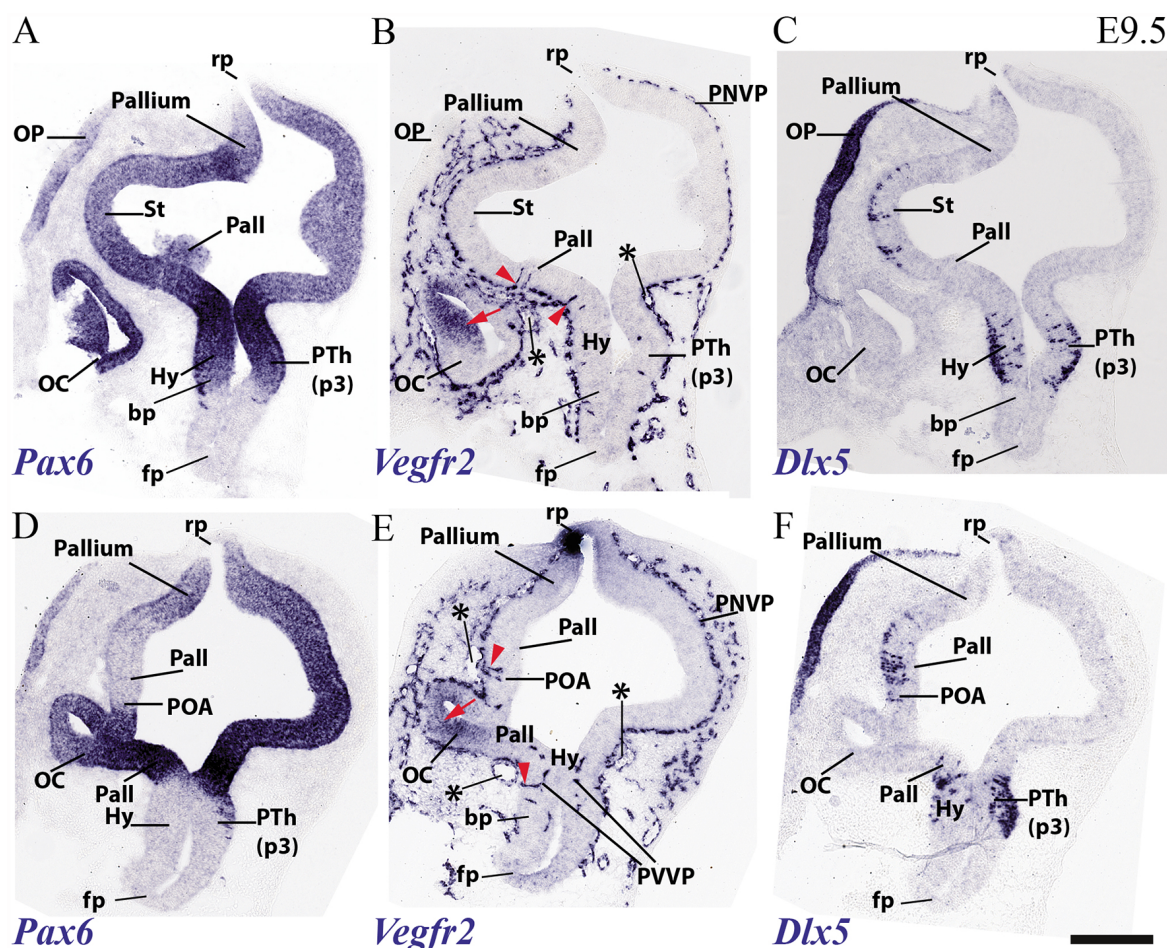 A
rp
Pallium
OP
St
Pall
OC
Hy
bp
PTh
(p3)
fp
Pax6
B
rp
Pallium
PNVP
OP
St
Pall
*
*
OC
Hy
PTh
(p3)
bp
fp
Vegfr2
C
E9.5
rp
Pallium
OP
St
Pall
OC
Hy
PTh
(p3)
bp
fp
Dlx5
D
rp
Pallium
Pall
POA
OC
Pall
Hy
PTh
(p3)
fp
Pax6
E
rp
Pallium
PNVP
*
Pall
POA
*
Pall
OC
Hy
*
bp
fp
PVVP
Vegfr2
F
rp
Pallium
Pall
POA
OC
Pall
Hy
PTh
(p3)
fp
Dlx5